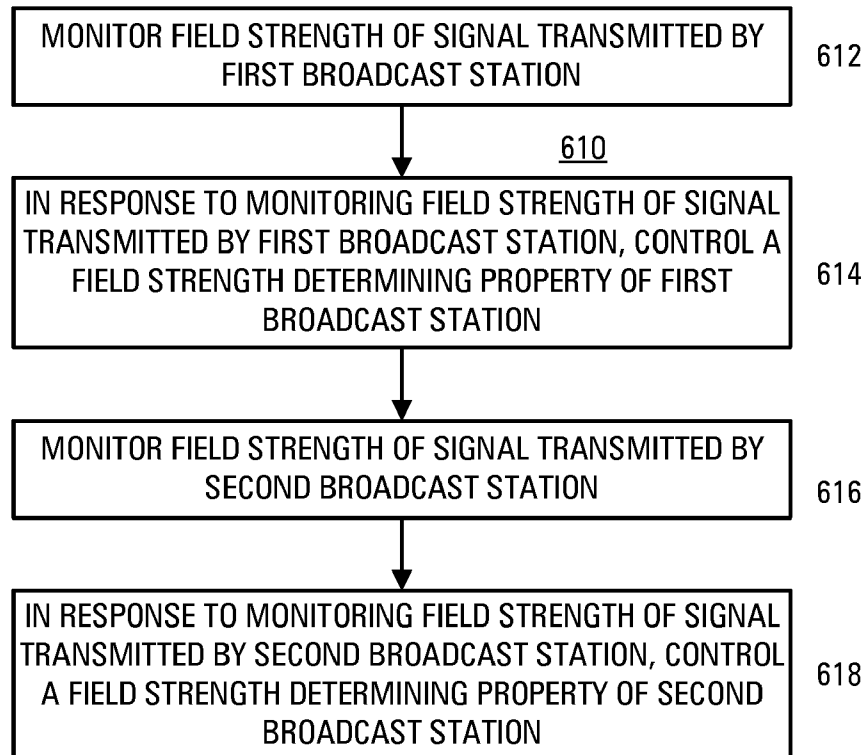 MONITOR FIELD STRENGTH OF SIGNAL TRANSMITTED BY
FIRST BROADCAST STATION
612
610
IN RESPONSE TO MONITORING FIELD STRENGTH OF SIGNAL
TRANSMITTED BY FIRST BROADCAST STATION, CONTROL A
FIELD STRENGTH DETERMINING PROPERTY OF FIRST
BROADCAST STATION
614
MONITOR FIELD STRENGTH OF SIGNAL TRANSMITTED BY
SECOND BROADCAST STATION
616
IN RESPONSE TO MONITORING FIELD STRENGTH OF SIGNAL
TRANSMITTED BY SECOND BROADCAST STATION, CONTROL
A FIELD STRENGTH DETERMINING PROPERTY OF SECOND
BROADCAST STATION
618